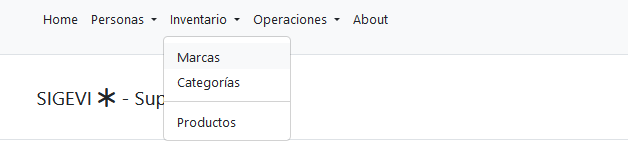 Home Personas Inventario Operaciones About
Marcas
Categorías
SIGEVI * - Sup
Productos